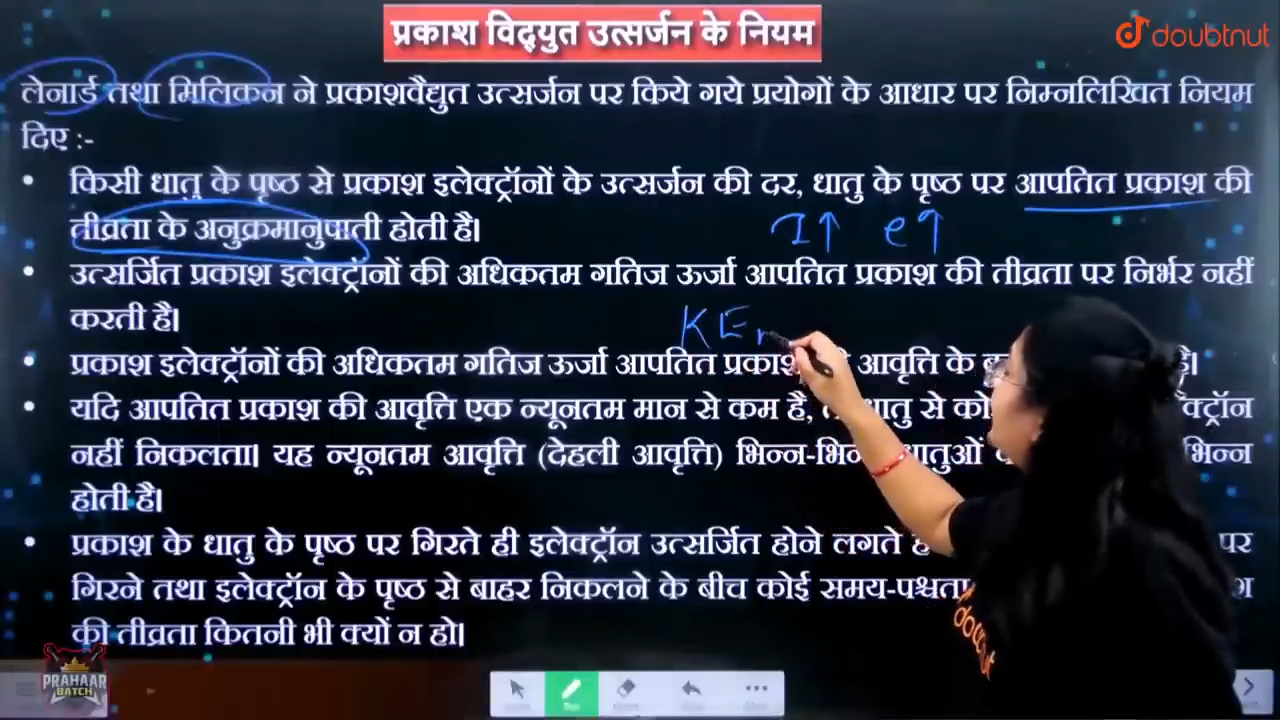 प्रकाश विद्युत उत्सर्जन के नियम
doubtnut
लेनार्ड तथा मिलिकन ने प्रकाशवैद्युत उत्सर्जन पर किये गये प्रयोगों के आधार पर निम्नलिखित नियम
दिए :-
• किसी धातु के पृष्ठ से प्रकाश इलेक्ट्रॉनों के उत्सर्जन की दर, धातु के पृष्ठ पर आपतित प्रकाश की
तीव्रता के अनुक्रमानुपाती होती है।
I↑ e↑
• उत्सर्जित प्रकाश इलेक्ट्रॉनों की अधिकतम गतिज ऊर्जा आपतित प्रकाश की तीव्रता पर निर्भर नहीं
करती है।
KE
• प्रकाश इलेक्ट्रॉनों की अधिकतम गतिज ऊर्जा आपतित प्रकाश आवृत्ति के है।
• यदि आपतित प्रकाश की आवृत्ति एक न्यूनतम मान से कम है, धातु से
नहीं निकलता। यह न्यूनतम आवृत्ति (देहली आवृत्ति) भिन्न-भिन्न धातुओं भिन्न
होती है।
• प्रकाश के धातु के पृष्ठ पर गिरते ही इलेक्ट्रॉन उत्सर्जित होने लगते पर
गिरने तथा इलेक्ट्रॉन के पृष्ठ से बाहर निकलने के बीच कोई
की तीव्रता कितनी भी क्यों न हो।
doubtnut
PRAHAAR
BATCH